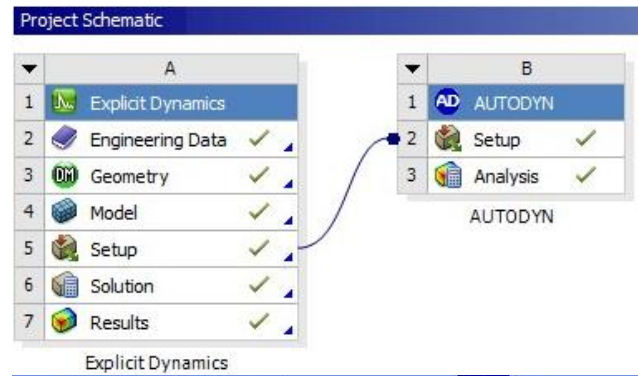 Project Schematic
A
1 Explicit Dynamics
2 Engineering Data
3 DM Geometry
4 Model
5 Setup
6 Solution
7 Results
Explicit Dynamics
B
1 AD AUTODYN
2 Setup
3 Analysis
AUTODYN